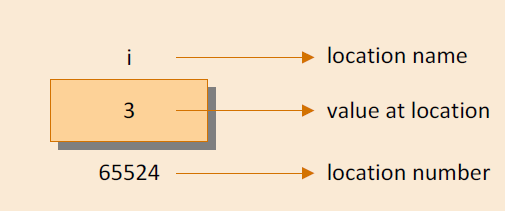 i location name
3 value at location
65524 location number